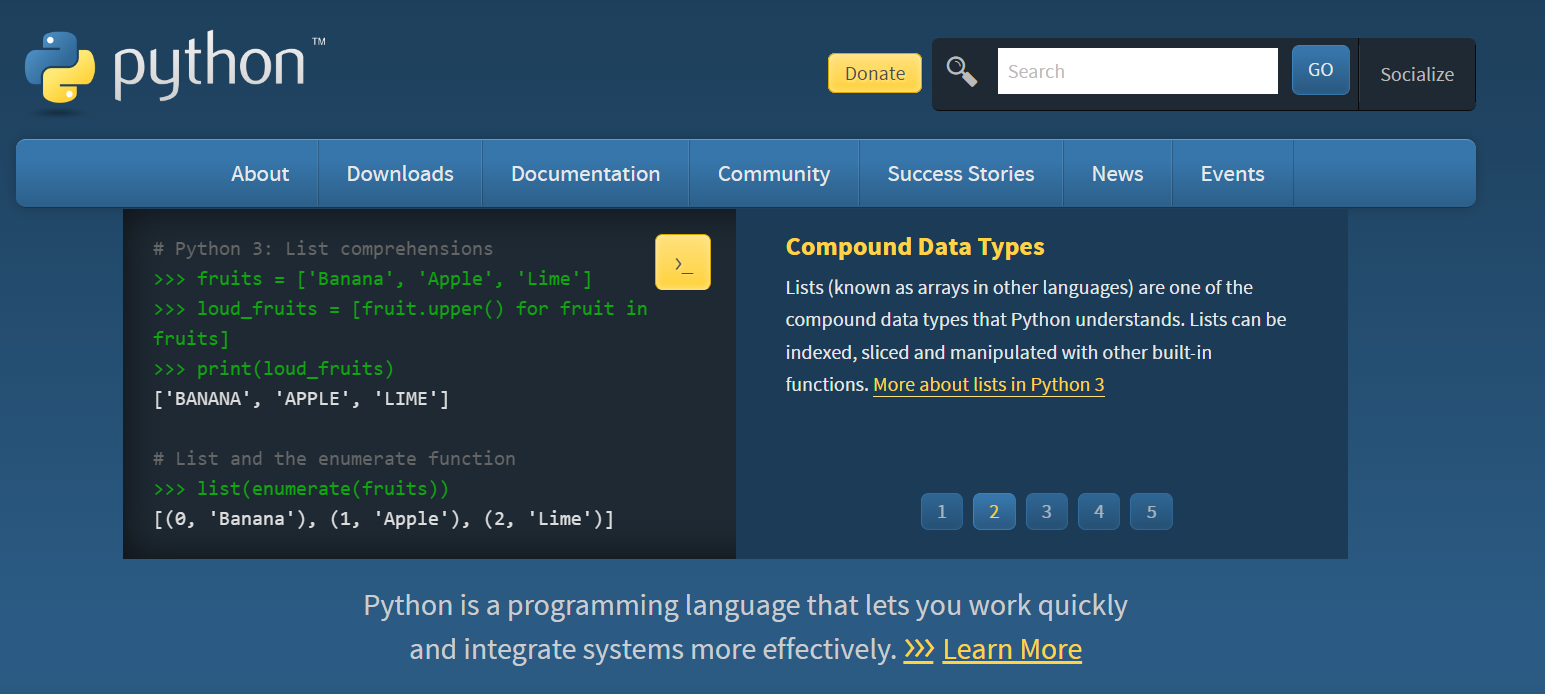 python™
Donate
Search
GO
Socialize
About
Downloads
Documentation
Community
Success Stories
News
Events
# Python 3: List comprehensions
>>> fruits = ['Banana', 'Apple', 'Lime']
>>> loud_fruits = [fruit.upper() for fruit in
fruits]
>>> print(loud_fruits)
['BANANA', 'APPLE', 'LIME']
# List and the enumerate function
>>> list(enumerate(fruits))
[(0, 'Banana'), (1, 'Apple'), (2, 'Lime')]
>_
Compound Data Types
Lists (known as arrays in other languages) are one of the
compound data types that Python understands. Lists can be
indexed, sliced and manipulated with other built-in
functions. More about lists in Python 3
1 2 3 4 5
Python is a programming language that lets you work quickly
and integrate systems more effectively. >>> Learn More